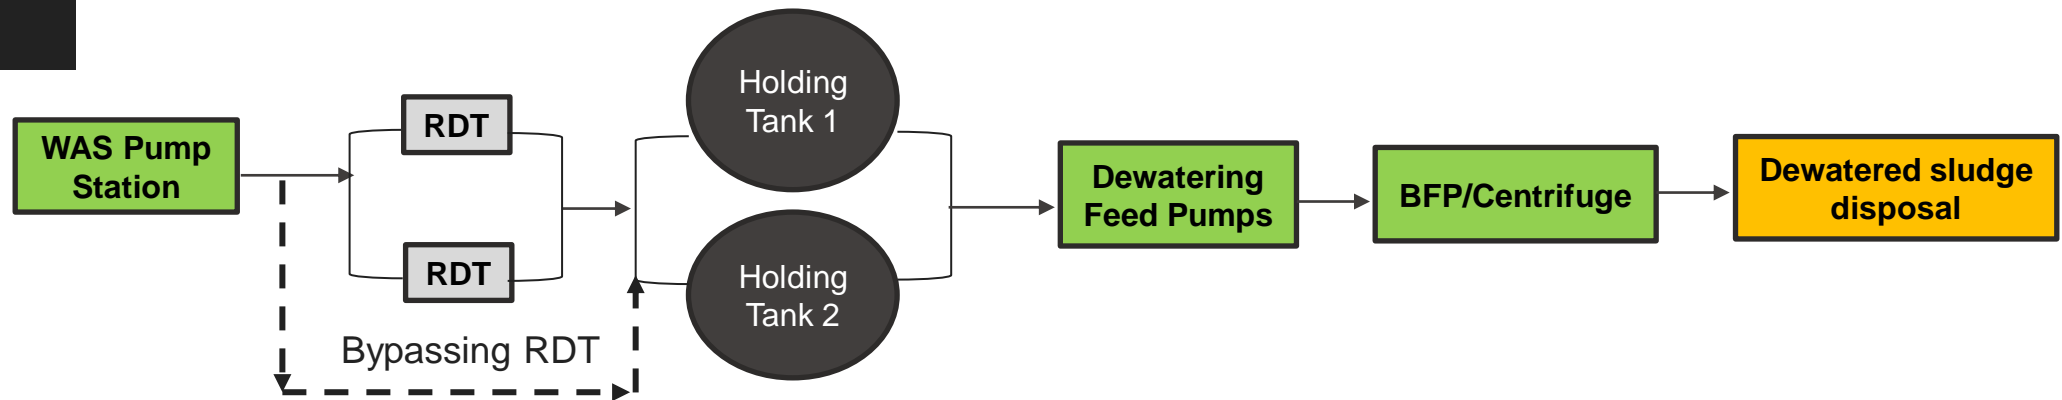 WAS Pump
Station
RDT
RDT
Bypassing RDT
Holding
Tank 1
Holding
Tank 2
Dewatering
Feed Pumps
BFP/Centrifuge
Dewatered sludge
disposal